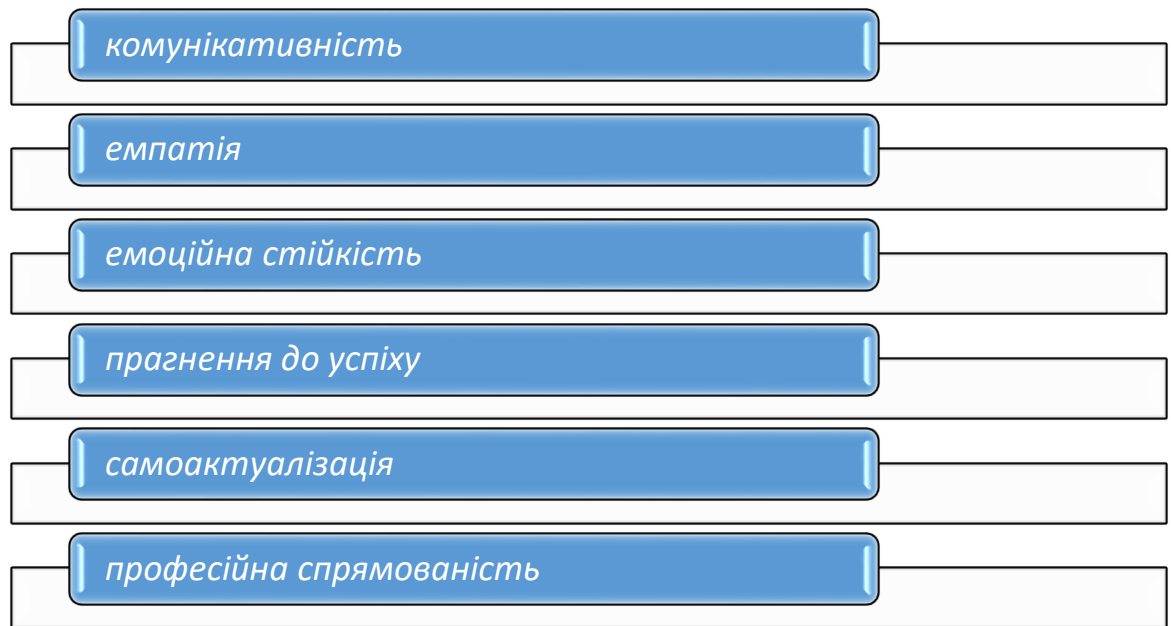 комунікативність
емпатія
емоційна стійкість
прагнення до успіху
самоактуалізація
професійна спрямованість